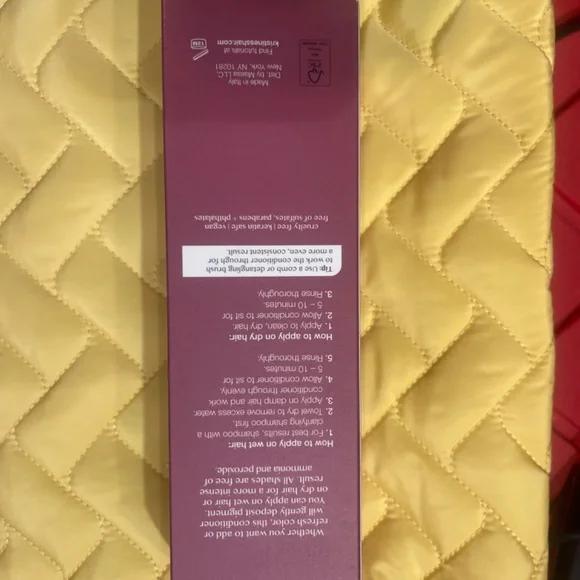 Whether you want to add or
refresh color, this conditioner
will gently deposit pigment.
You can apply on wet hair or
on dry hair for a more intense
result. All shades are free of
ammonia and peroxide.
How to apply on wet hair:
1. For best results, shampoo with a
clarifying shampoo first.
2. Towel dry to remove excess water.
3. Apply on damp hair and work
conditioner through evenly.
4. Allow conditioner to sit for
5 – 10 minutes.
5. Rinse thoroughly.
How to apply on dry hair:
1. Apply to clean, dry hair.
2. Allow conditioner to sit for
5 – 10 minutes.
3. Rinse thoroughly.
Tip: Use a comb or detangling brush
to work the conditioner through for
a more even, consistent result.
cruelty free | keratin safe | vegan
free of sulfates, parabens + phthalates
Made in Italy
Dist. by Maesa LLC,
New York, NY 10281
Find tutorials at
kristinesshair.com
12M